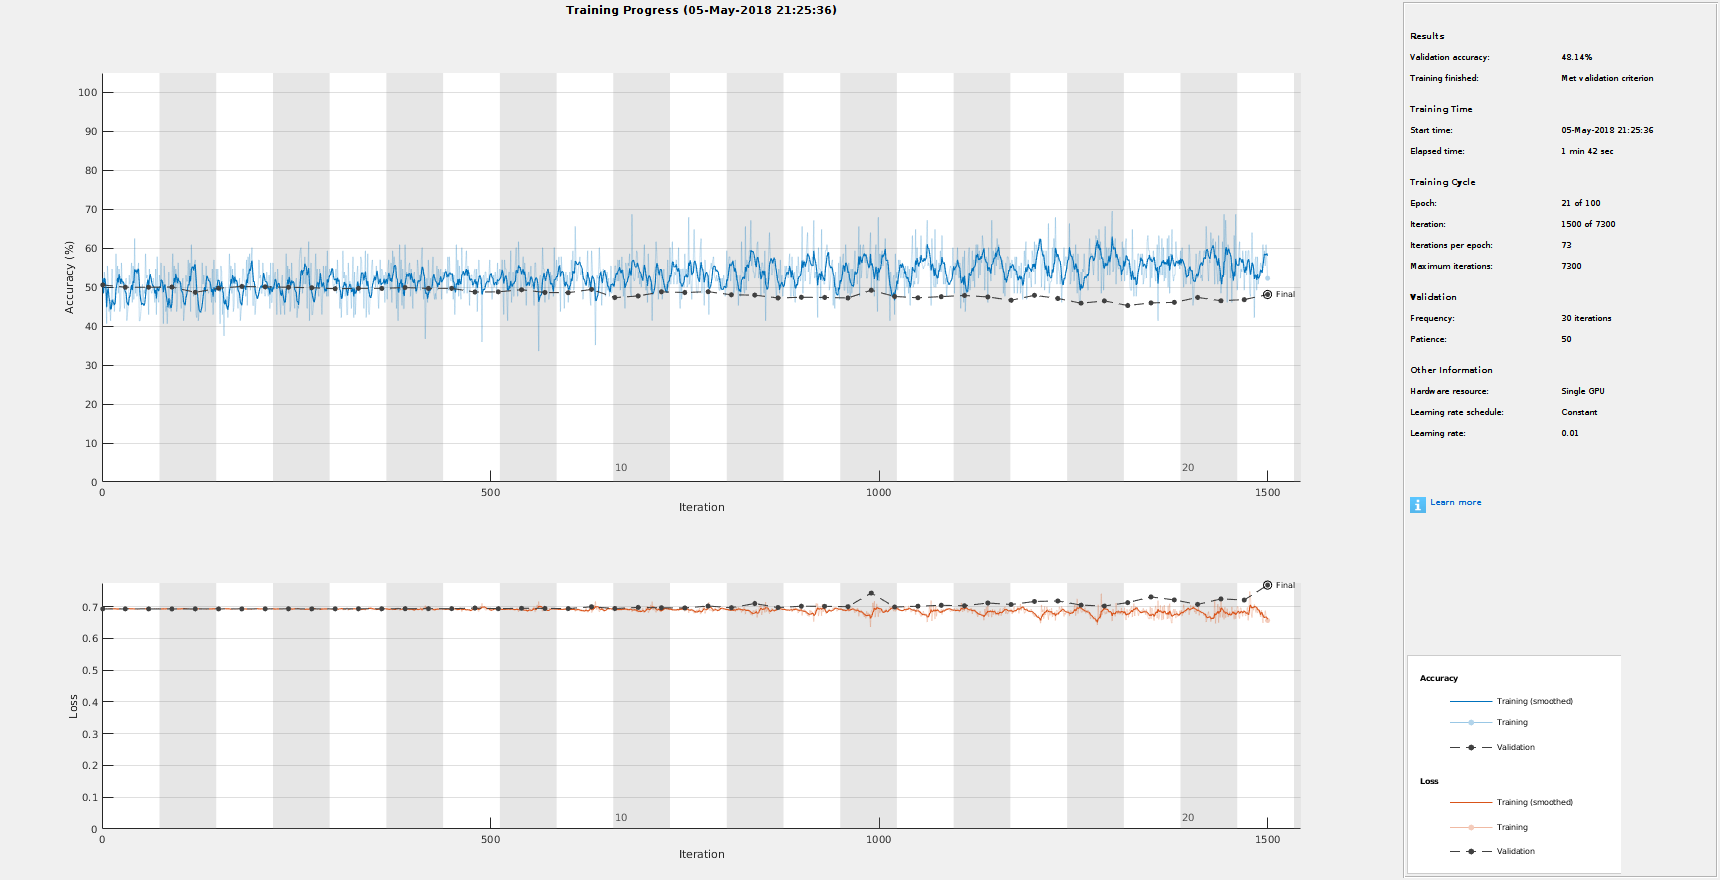 Training Progress (05-May-2018 21:25:36)
100
90
80
70
60
50
40
30
20
10
0
Accuracy (%)
Final
10
20
0
500
1000
1500
Iteration
Final
0.7
0.6
0.5
0.4
0.3
0.2
0.1
0
Loss
10
20
0
500
1000
1500
Iteration
Results
Validation accuracy: 48.14%
Training finished: Met validation criterion
Training Time
Start time: 05-May-2018 21:25:36
Elapsed time: 1 min 42 sec
Training Cycle
Epoch: 21 of 100
Iteration: 1500 of 7300
Iterations per epoch: 73
Maximum iterations: 7300
Validation
Frequency: 30 iterations
Patience: 50
Other Information
Hardware resource: Single GPU
Learning rate schedule: Constant
Learning rate: 0.01
i Learn more
Accuracy
Training (smoothed)
Training
Validation
Loss
Training (smoothed)
Training
Validation